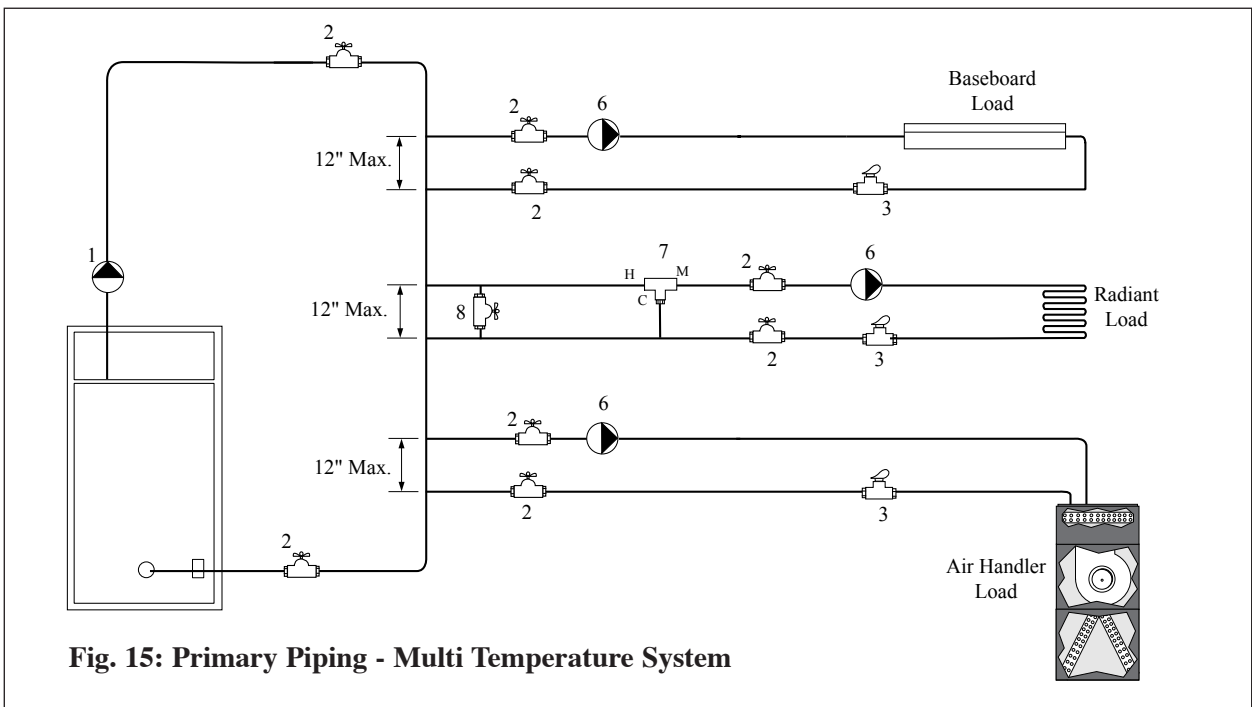 2
Baseboard
Load
2
6
12" Max.
2
3
1
7
6
H
M
2
C
12" Max.
8
Radiant
Load
2
3
6
2
12" Max.
2
3
2
Air Handler
Load
Fig. 15: Primary Piping - Multi Temperature System